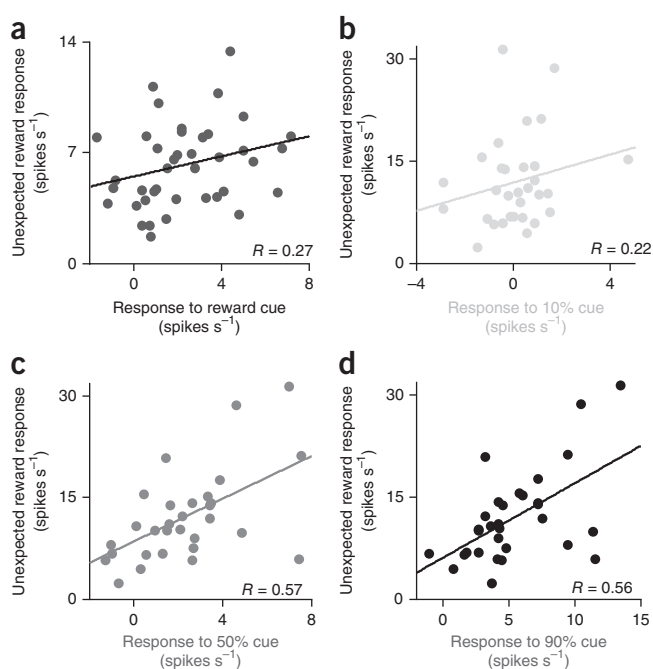 a
Unexpected reward response
(spikes s⁻¹)
14
7
0
0
4
8
R = 0.27
Response to reward cue
(spikes s⁻¹)
b
Unexpected reward response
(spikes s⁻¹)
30
15
0
–4
0
4
R = 0.22
Response to 10% cue
(spikes s⁻¹)
c
Unexpected reward response
(spikes s⁻¹)
30
15
0
0
4
8
R = 0.57
Response to 50% cue
(spikes s⁻¹)
d
Unexpected reward response
(spikes s⁻¹)
30
15
0
0
5
10
15
R = 0.56
Response to 90% cue
(spikes s⁻¹)